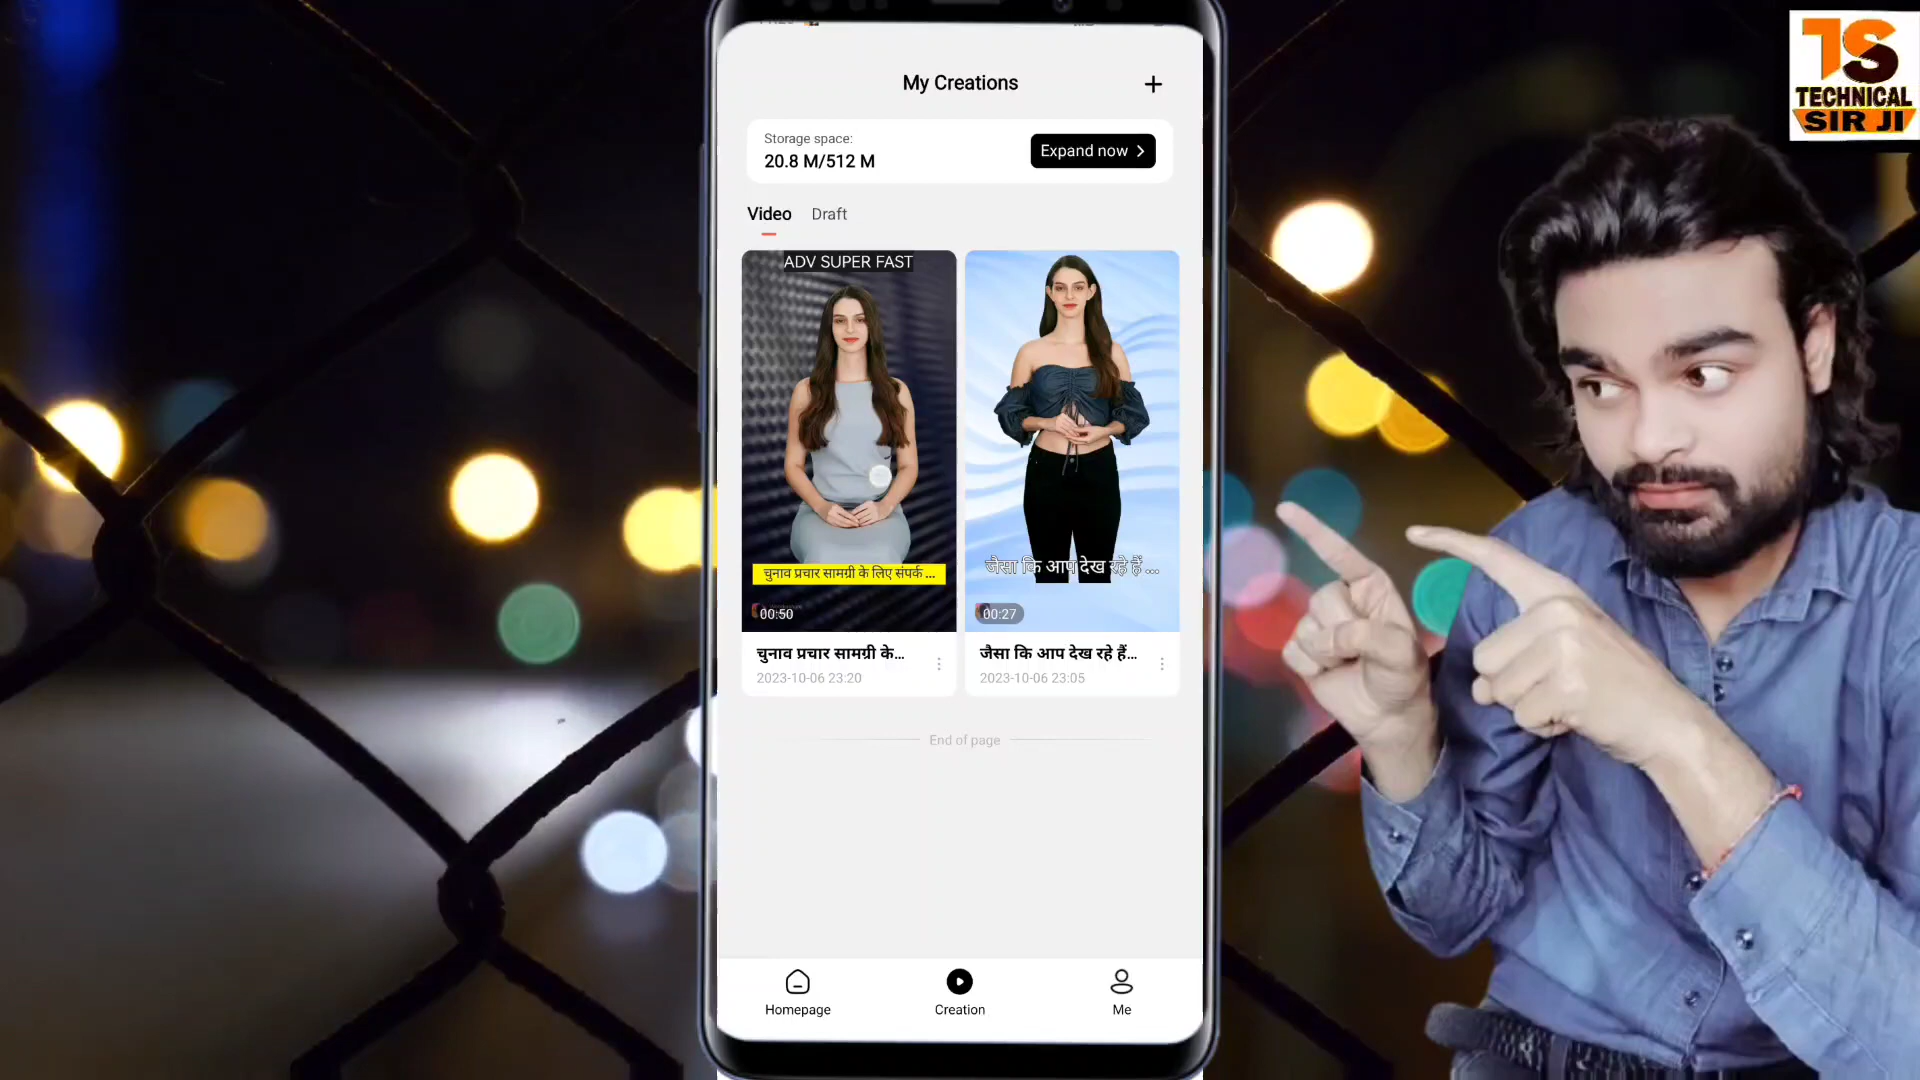 My Creations
Storage space:
20.8 M/512 M
Expand now
Video
Draft
ADV SUPER FAST
चुनाव प्रचार सामग्री के लिए संपर्क ...
00:50
चुनाव प्रचार सामग्री के...
2023-10-06 23:20
जैसा कि आप देख रहे हैं ...
00:27
जैसा कि आप देख रहे हैं...
2023-10-06 23:05
End of page
Homepage
Creation
Me
TS
TECHNICAL
SIR JI